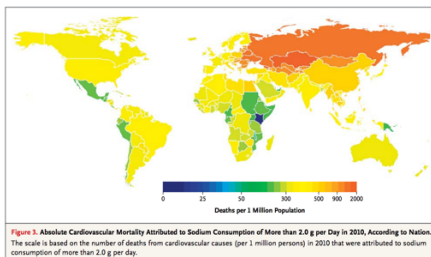 0 25 50 100 300 500 900 2000
Deaths per 1 Million Population
Figure 3. Absolute Cardiovascular Mortality Attributed to Sodium Consumption of More than 2.0 g per Day in 2010, According to Nation.
The scale is based on the number of deaths from cardiovascular causes (per 1 million persons) in 2010 that were attributed to sodium
consumption of more than 2.0 g per day.